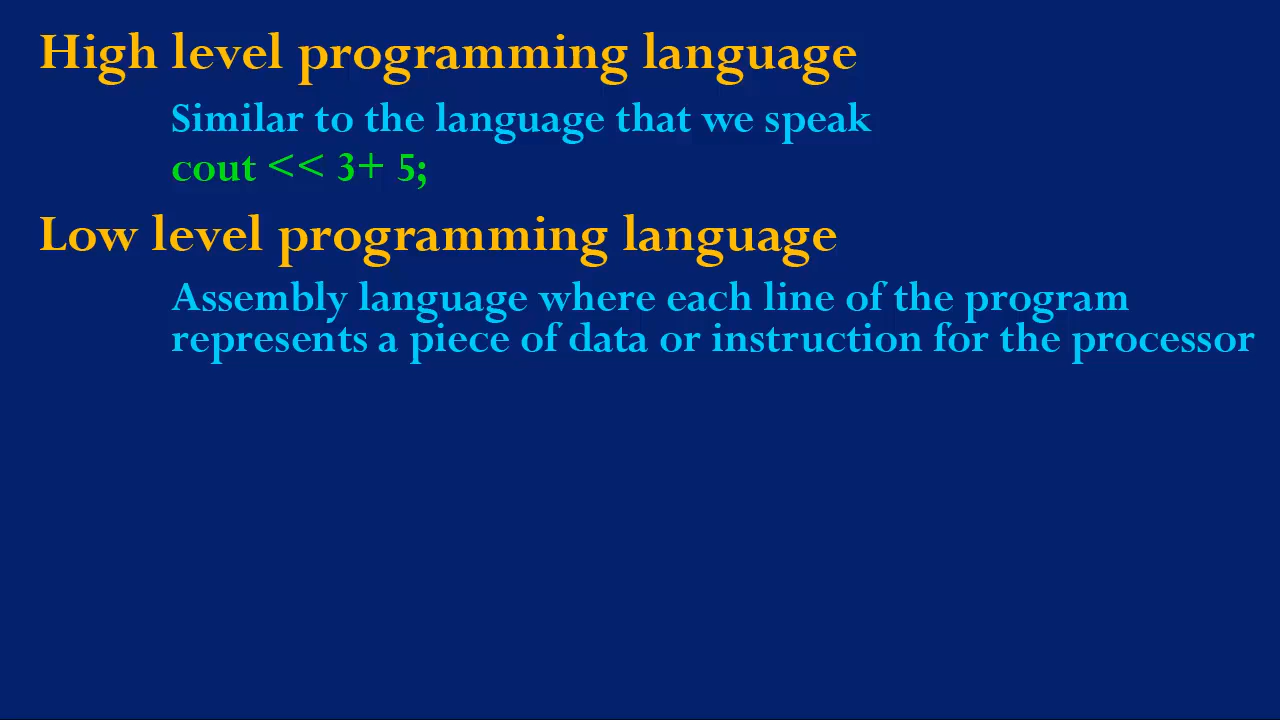 High level programming language
Similar to the language that we speak
cout << 3+ 5;
Low level programming language
Assembly language where each line of the program
represents a piece of data or instruction for the processor